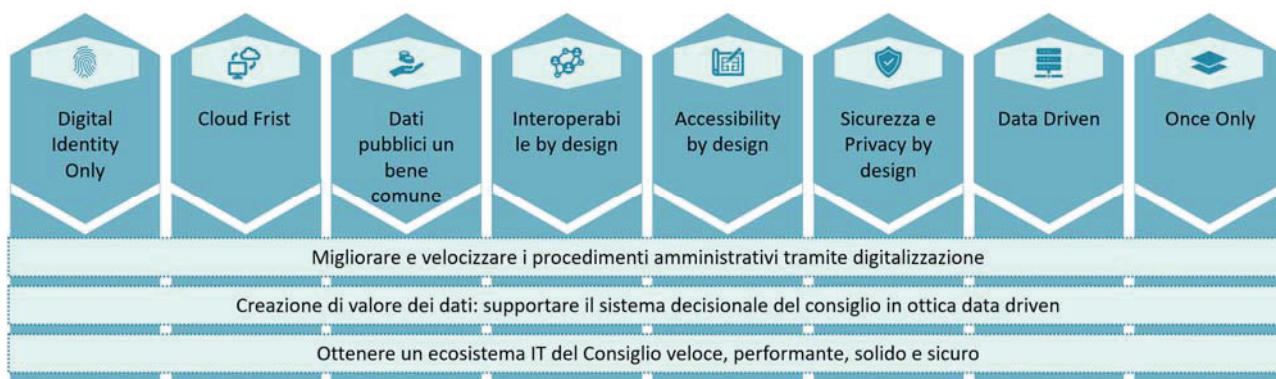 Digital
Identity
Only
Cloud Frist
Dati
pubblici un
bene
comune
Interoperabi
le by design
Accessibility
by design
Sicurezza e
Privacy by
design
Data Driven
Once Only
Migliorare e velocizzare i procedimenti amministrativi tramite digitalizzazione
Creazione di valore dei dati: supportare il sistema decisionale del consiglio in ottica data driven
Ottenere un ecosistema IT del Consiglio veloce, performante, solido e sicuro